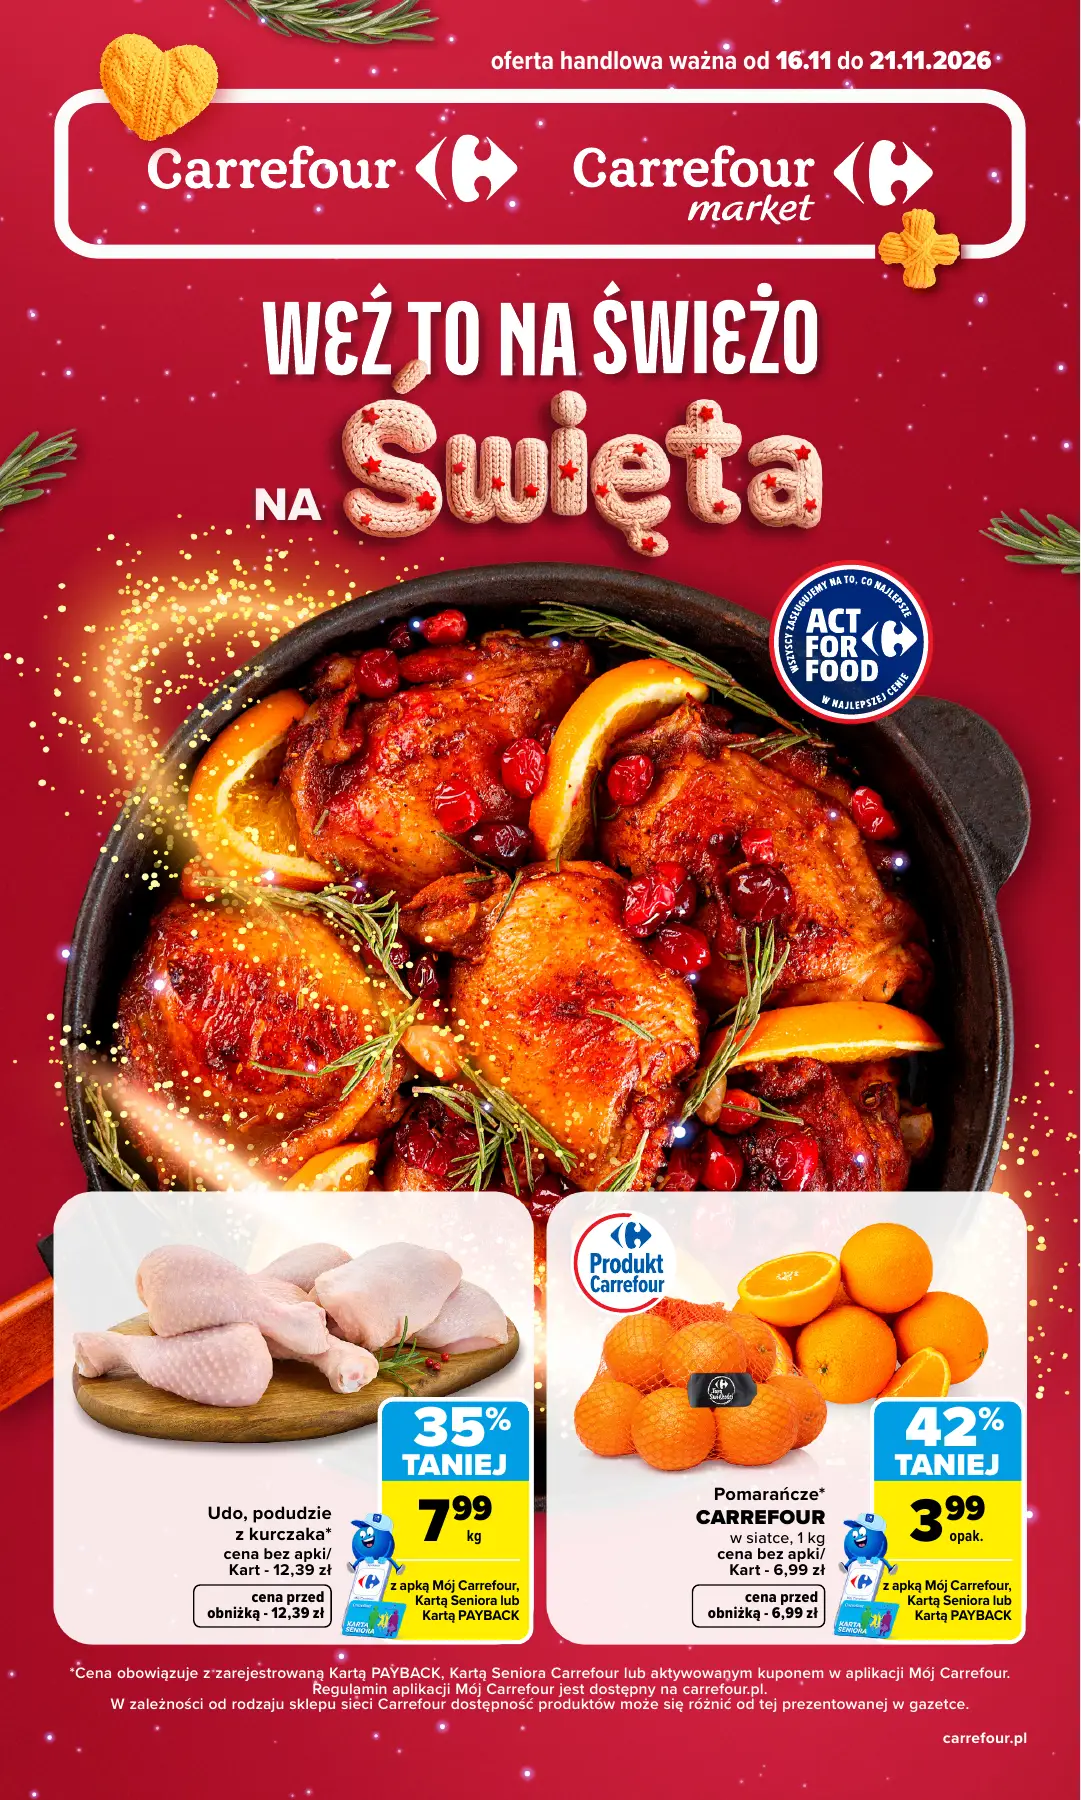 oferta handlowa ważna od 16.11 do 21.11.2026
Carrefour
Carrefour
market
WEŹ TO NA ŚWIEŻO
NA Święta
WSZYSCY ZASŁUGUJEMY NA TO, CO NAJLEPSZE
ACT
FOR
FOOD
W NAJLEPSZEJ CENIE
Produkt
Carrefour
35%
TANIEJ
Udo, podudzie
z kurczaka*
cena bez apki/
Kart - 12,39 zł
cena przed
obniżką - 12,39 zł
7 99
kg
z apką Mój Carrefour,
Kartą Seniora lub
Kartą PAYBACK
KARTA
SENIORA
42%
TANIEJ
Pomarańcze*
CARREFOUR
w siatce, 1 kg
cena bez apki/
Kart - 6,99 zł
cena przed
obniżką - 6,99 zł
3 99
opak.
z apką Mój Carrefour,
Kartą Seniora lub
Kartą PAYBACK
KARTA
SENIORA
*Cena obowiązuje z zarejestrowaną Kartą PAYBACK, Kartą Seniora Carrefour lub aktywowanym kuponem w aplikacji Mój Carrefour.
Regulamin aplikacji Mój Carrefour jest dostępny na carrefour.pl.
W zależności od rodzaju sklepu sieci Carrefour dostępność produktów może się różnić od tej prezentowanej w gazetce.
carrefour.pl